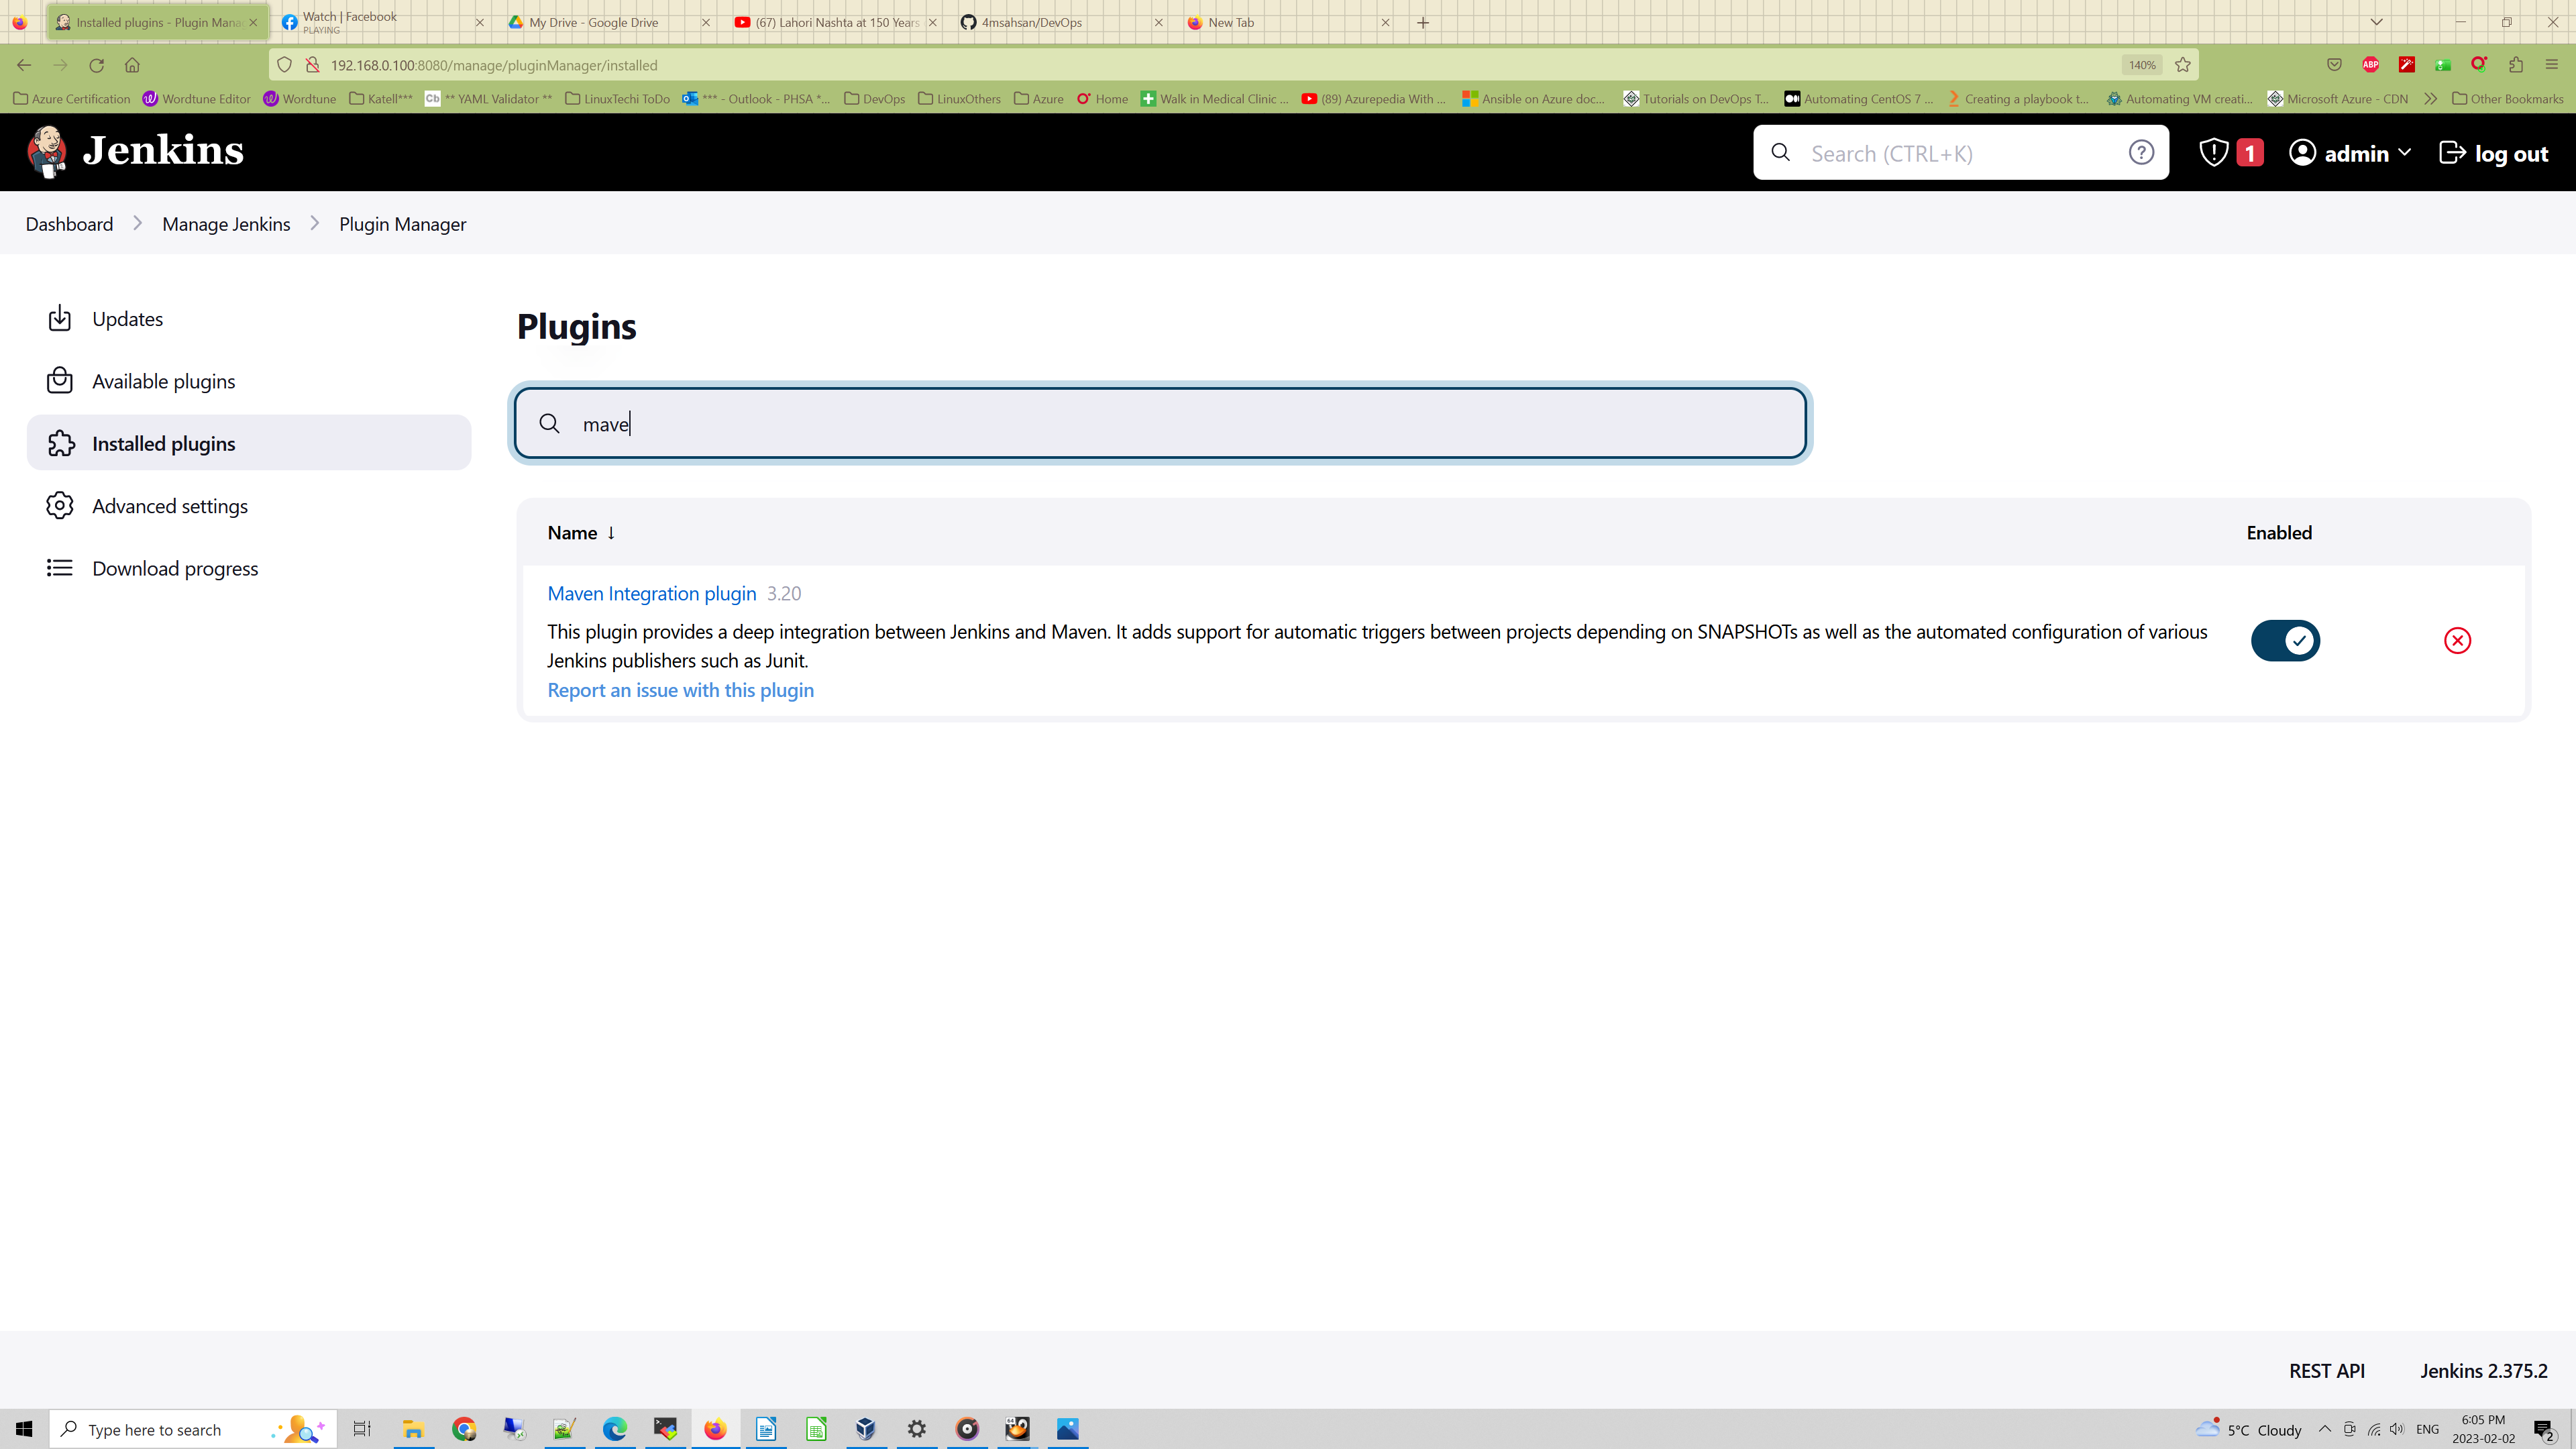 Installed plugins - Plugin Mana
Watch | Facebook
PLAYING
My Drive - Google Drive
(67) Lahori Nashta at 150 Years
4msahsan/DevOps
New Tab
192.168.0.100:8080/manage/pluginManager/installed
140%
ABP
Azure Certification
Wordtune Editor
Wordtune
Katell***
Cb
** YAML Validator **
LinuxTechi ToDo
*** - Outlook - PHSA *...
DevOps
LinuxOthers
Azure
Home
Walk in Medical Clinic ...
(89) Azurepedia With ...
Ansible on Azure doc...
Tutorials on DevOps T...
Automating CentOS 7 ...
Creating a playbook t...
Automating VM creati...
Microsoft Azure - CDN
Other Bookmarks
Jenkins
Search (CTRL+K)
1
admin
log out
Dashboard
Manage Jenkins
Plugin Manager
Updates
Available plugins
Installed plugins
Advanced settings
Download progress
Plugins
mave
Name ↓
Enabled
Maven Integration plugin 3.20
This plugin provides a deep integration between Jenkins and Maven. It adds support for automatic triggers between projects depending on SNAPSHOTs as well as the automated configuration of various
Jenkins publishers such as Junit.
Report an issue with this plugin
REST API
Jenkins 2.375.2
Type here to search
5°C Cloudy
ENG
6:05 PM
2023-02-02
2